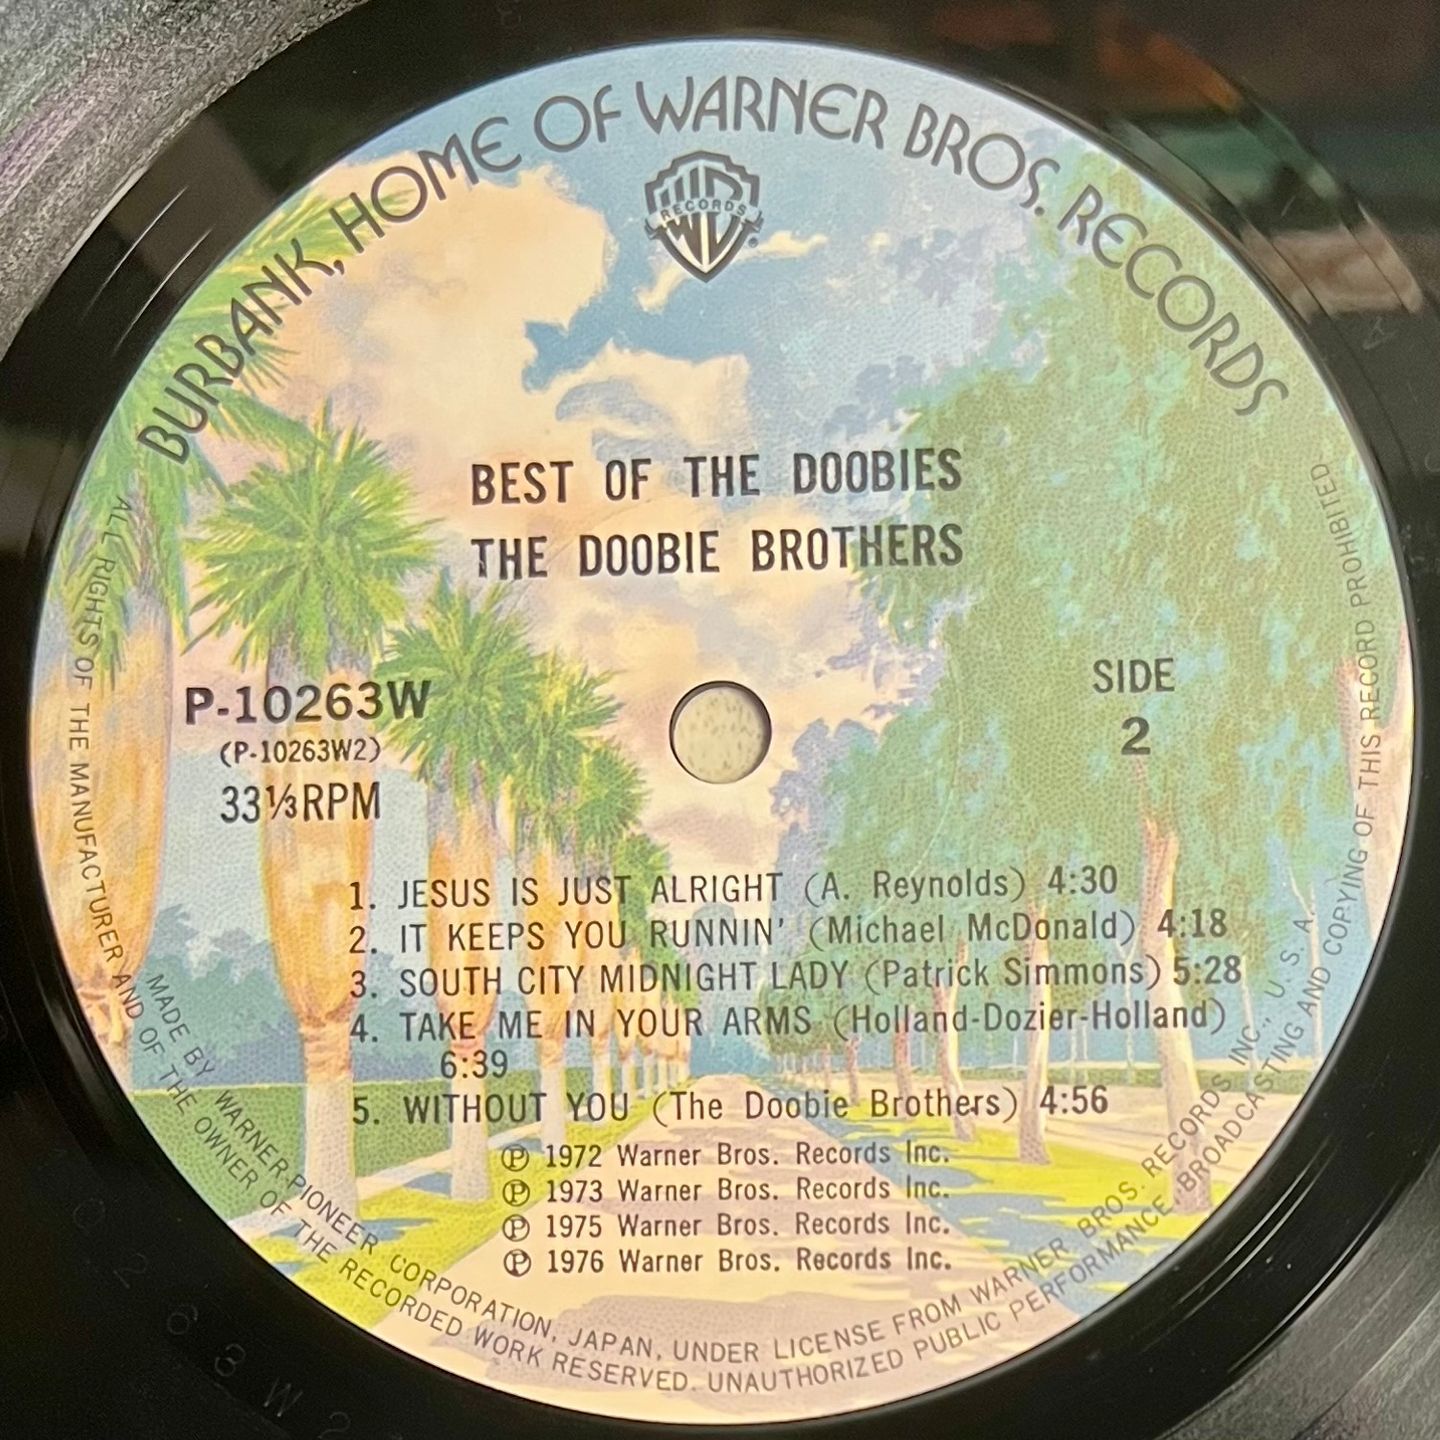 BURBANK, HOME OF WARNER BROS. RECORDS
W
RECORDS
®
BEST OF THE DOOBIES
THE DOOBIE BROTHERS
P-10263W
(P-10263W2)
33⅓RPM
SIDE
2
1. JESUS IS JUST ALRIGHT (A. Reynolds) 4:30
2. IT KEEPS YOU RUNNIN' (Michael McDonald) 4:18
3. SOUTH CITY MIDNIGHT LADY (Patrick Simmons) 5:28
4. TAKE ME IN YOUR ARMS (Holland-Dozier-Holland)
6:39
5. WITHOUT YOU (The Doobie Brothers) 4:56
℗ 1972 Warner Bros. Records Inc.
℗ 1973 Warner Bros. Records Inc.
℗ 1975 Warner Bros. Records Inc.
℗ 1976 Warner Bros. Records Inc.
MADE BY WARNER-PIONEER CORPORATION, JAPAN, UNDER LICENSE FROM WARNER BROS. RECORDS INC., U. S. A.
ALL RIGHTS OF THE MANUFACTURER AND OF THE OWNER OF THE RECORDED WORK RESERVED. UNAUTHORIZED PUBLIC PERFORMANCE, BROADCASTING AND COPYING OF THIS RECORD PROHIBITED
0 2 6 3 W 2